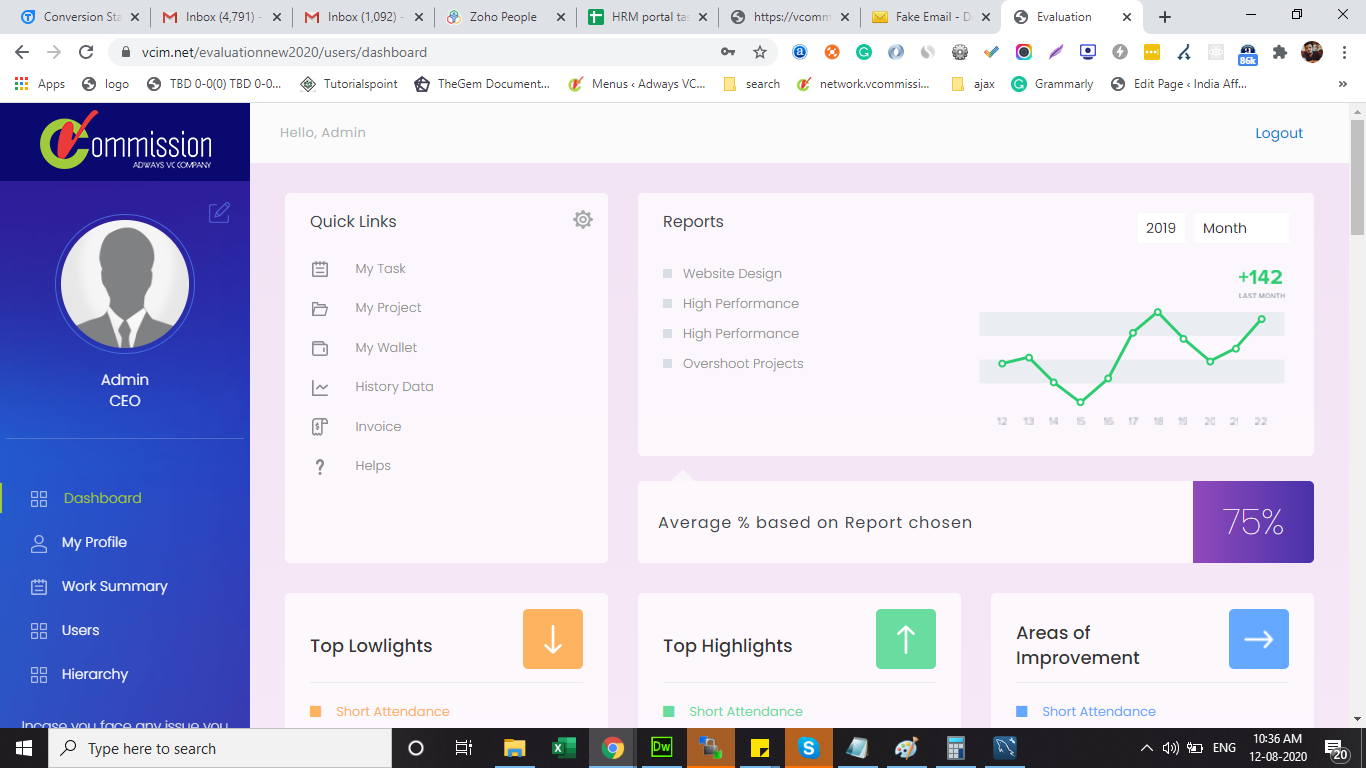 Conversion Sta
Inbox (4,791) -
Inbox (1,092) -
Zoho People
HRM portal tas
https://vcomm
Fake Email - D
Evaluation
vcim.net/evaluationnew2020/users/dashboard
86k
Apps
logo
TBD 0-0(0) TBD 0-0...
Tutorialspoint
TheGem Document...
Menus ‹ Adways VC...
search
network.vcommissi...
ajax
Grammarly
Edit Page ‹ India Aff...
Commission
ADWAYS VC COMPANY
Hello, Admin
Logout
Admin
CEO
Dashboard
My Profile
Work Summary
Users
Hierarchy
Incase you face any issue you
Quick Links
My Task
My Project
My Wallet
History Data
Invoice
Helps
Reports
2019
Month
Website Design
High Performance
High Performance
Overshoot Projects
+142
LAST MONTH
12 13 14 15 16 17 18 19 20 21 22
Average % based on Report chosen
75%
Top Lowlights
Short Attendance
Top Highlights
Short Attendance
Areas of
Improvement
Short Attendance
Type here to search
Dw
ENG
10:36 AM
12-08-2020
20